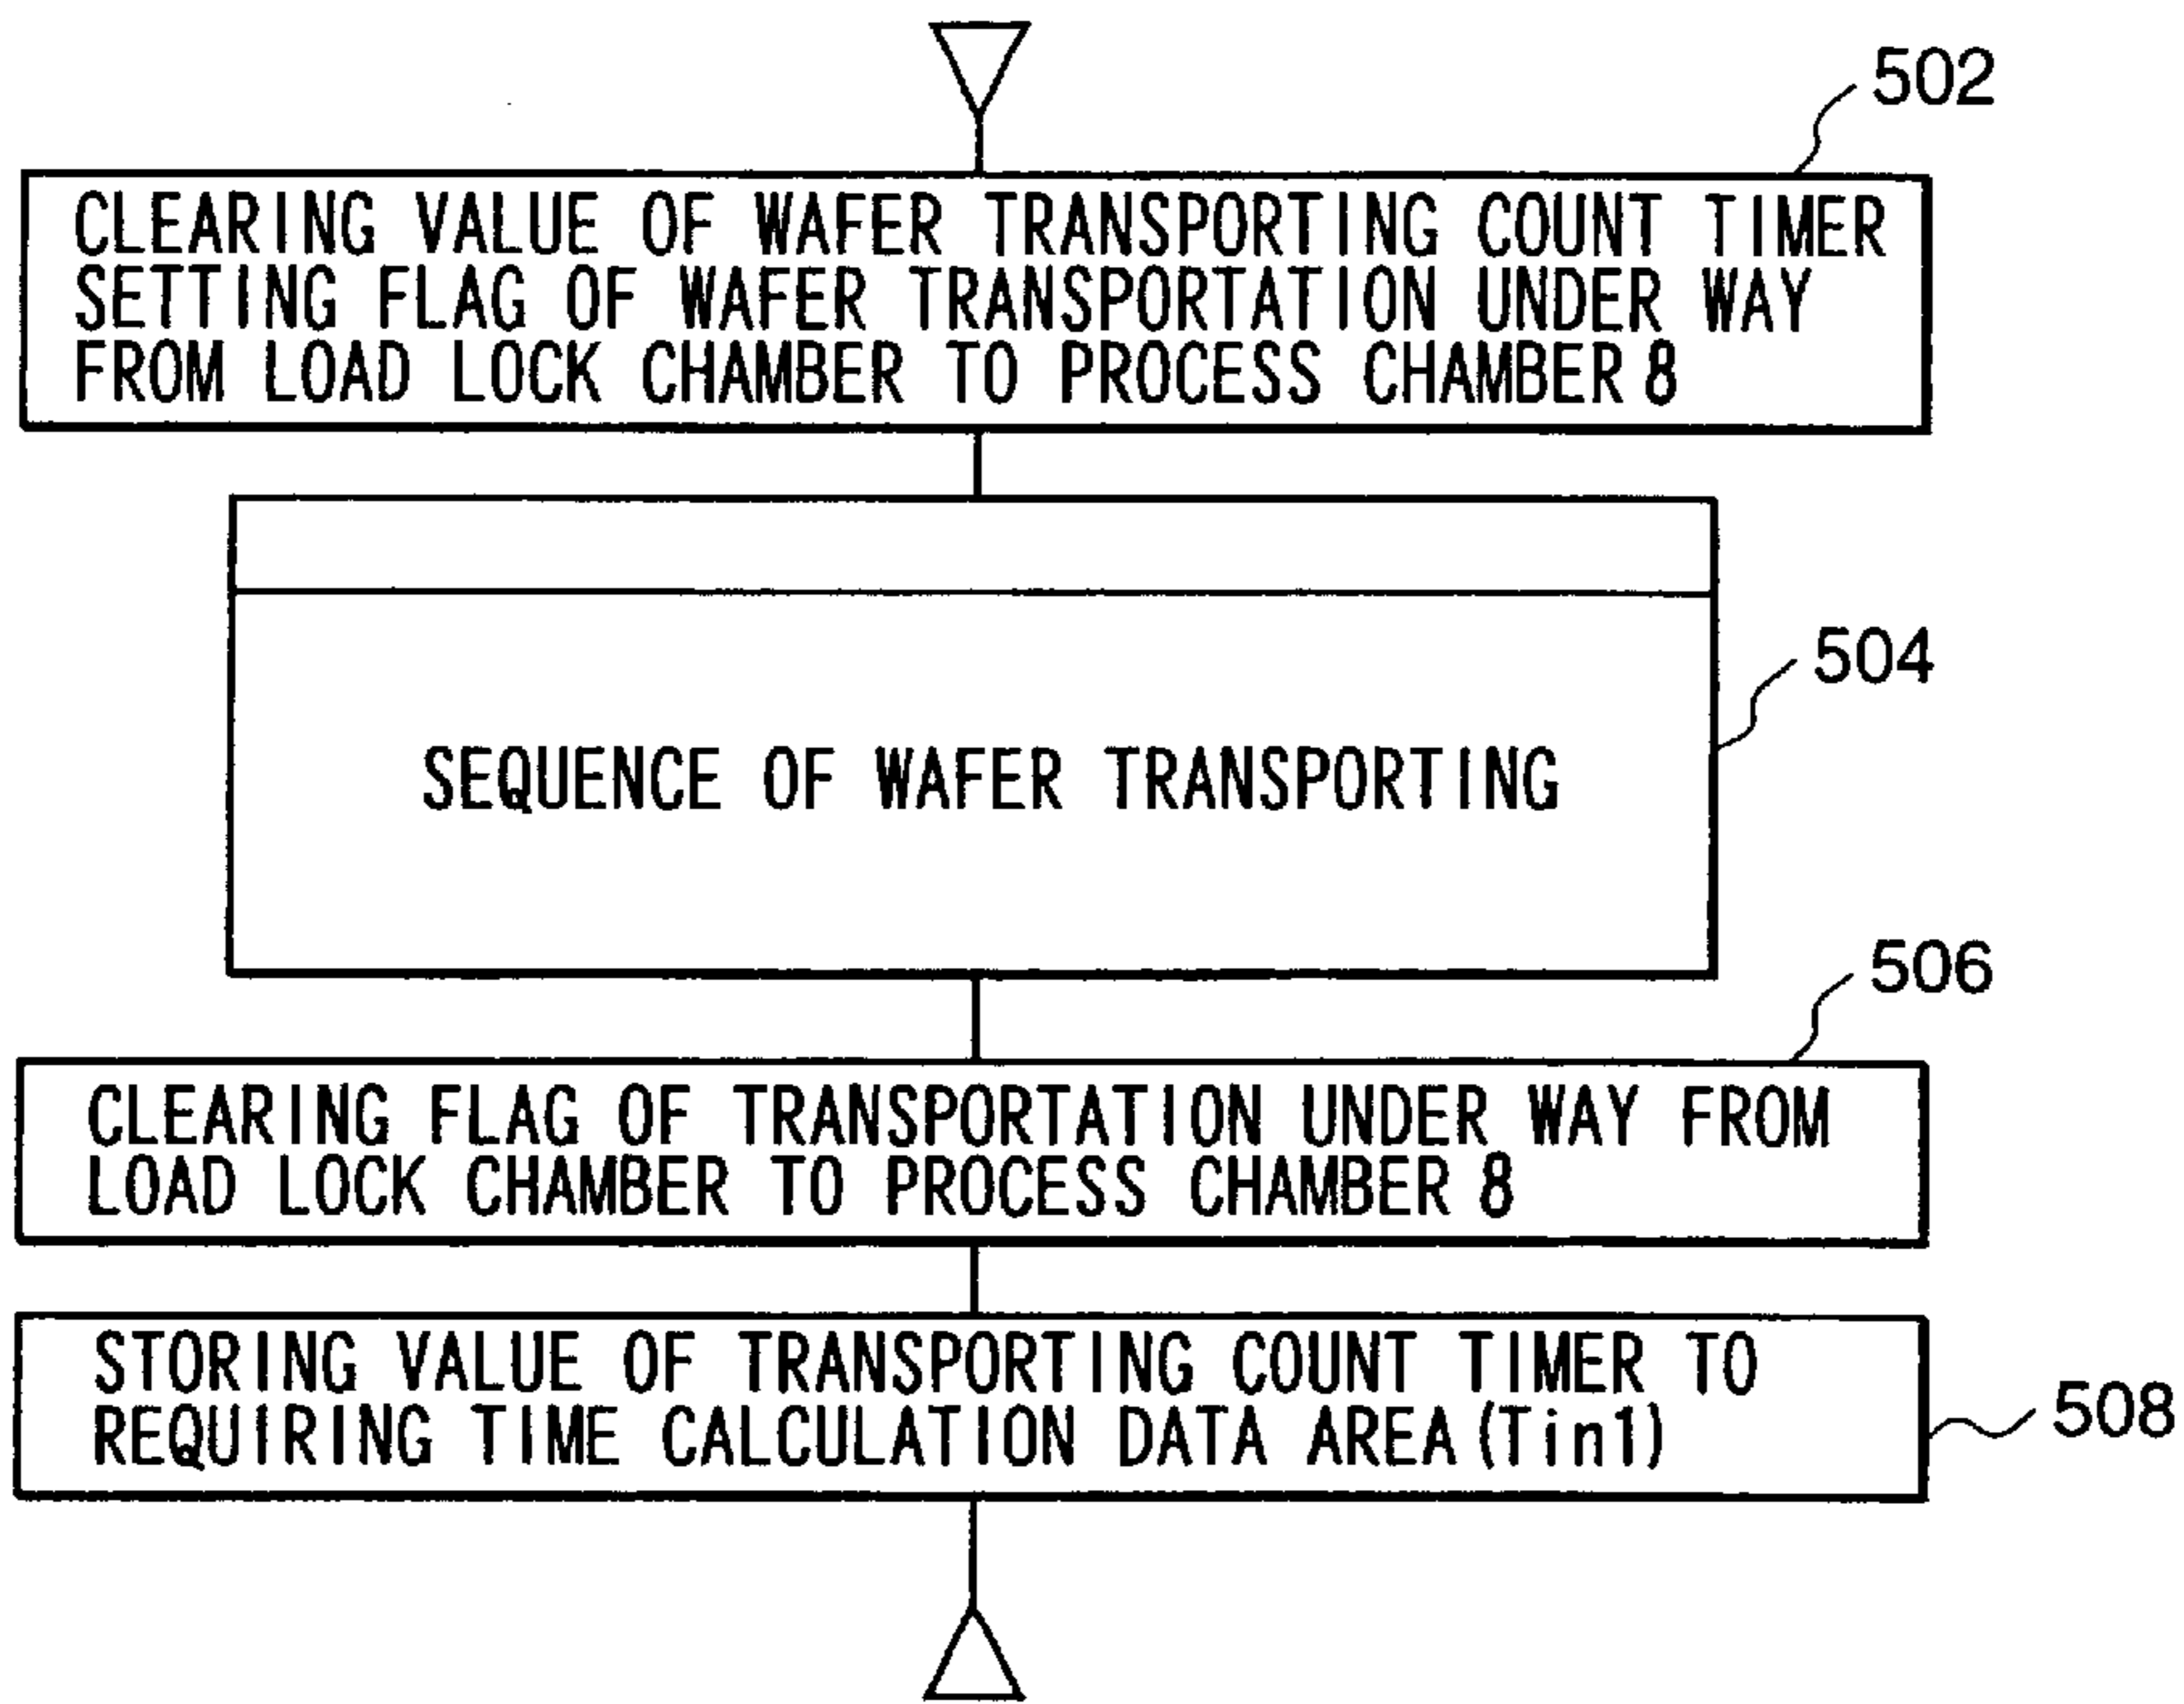 502
CLEARING VALUE OF WAFER TRANSPORTING COUNT TIMER
SETTING FLAG OF WAFER TRANSPORTATION UNDER WAY
FROM LOAD LOCK CHAMBER TO PROCESS CHAMBER 8
504
SEQUENCE OF WAFER TRANSPORTING
506
CLEARING FLAG OF TRANSPORTATION UNDER WAY FROM
LOAD LOCK CHAMBER TO PROCESS CHAMBER 8
STORING VALUE OF TRANSPORTING COUNT TIMER TO
REQUIRING TIME CALCULATION DATA AREA(Tin1)
508